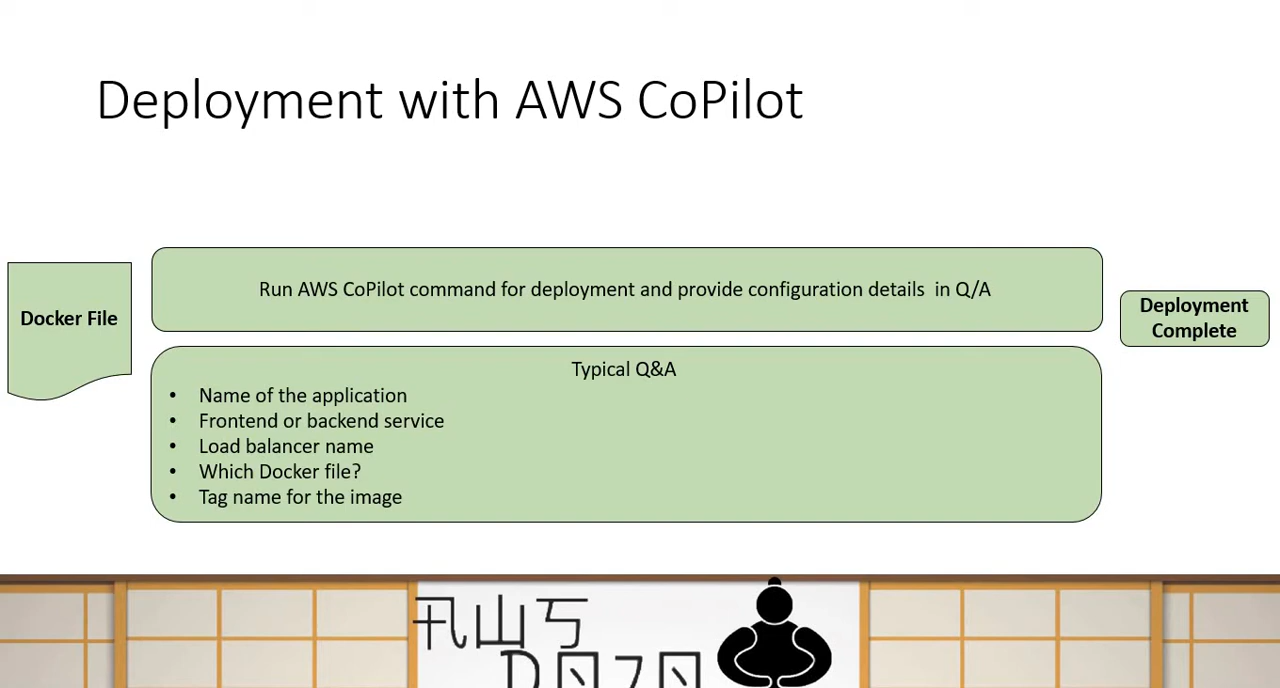 Deployment with AWS CoPilot
Docker File
Run AWS CoPilot command for deployment and provide configuration details in Q/A
Deployment
Complete
Typical Q&A
• Name of the application
• Frontend or backend service
• Load balancer name
• Which Docker file?
• Tag name for the image